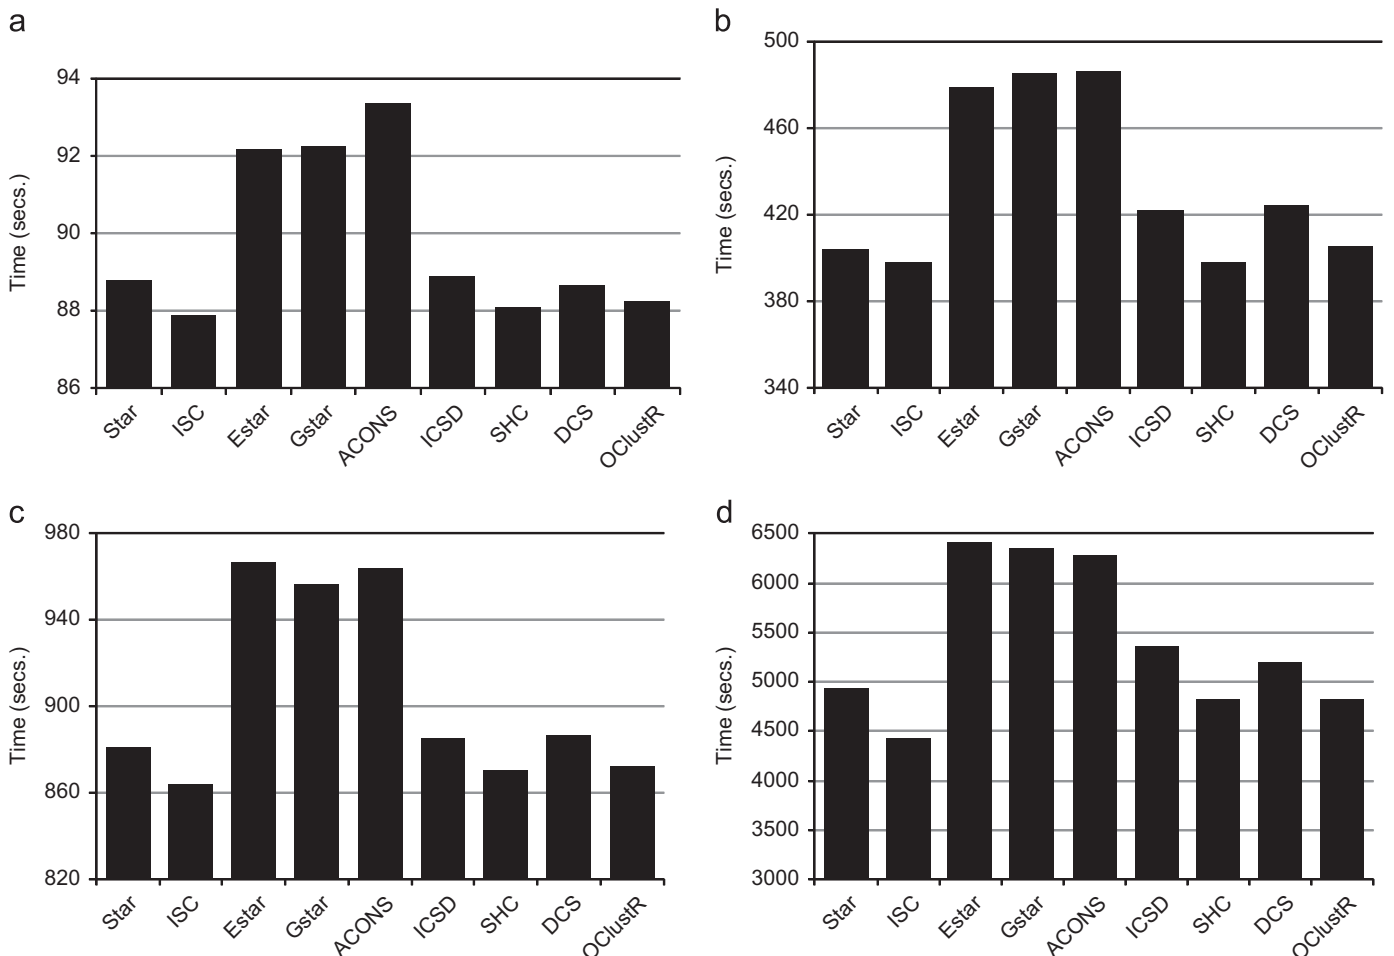 a
94
92
90
88
86
Time (secs.)
Star
ISC
Estar
Gstar
ACONS
ICSD
SHC
DCS
OClustR
b
500
460
420
380
340
Time (secs.)
Star
ISC
Estar
Gstar
ACONS
ICSD
SHC
DCS
OClustR
c
980
940
900
860
820
Time (secs.)
Star
ISC
Estar
Gstar
ACONS
ICSD
SHC
DCS
OClustR
d
6500
6000
5500
5000
4500
4000
3500
3000
Time (secs.)
Star
ISC
Estar
Gstar
ACONS
ICSD
SHC
DCS
OClustR